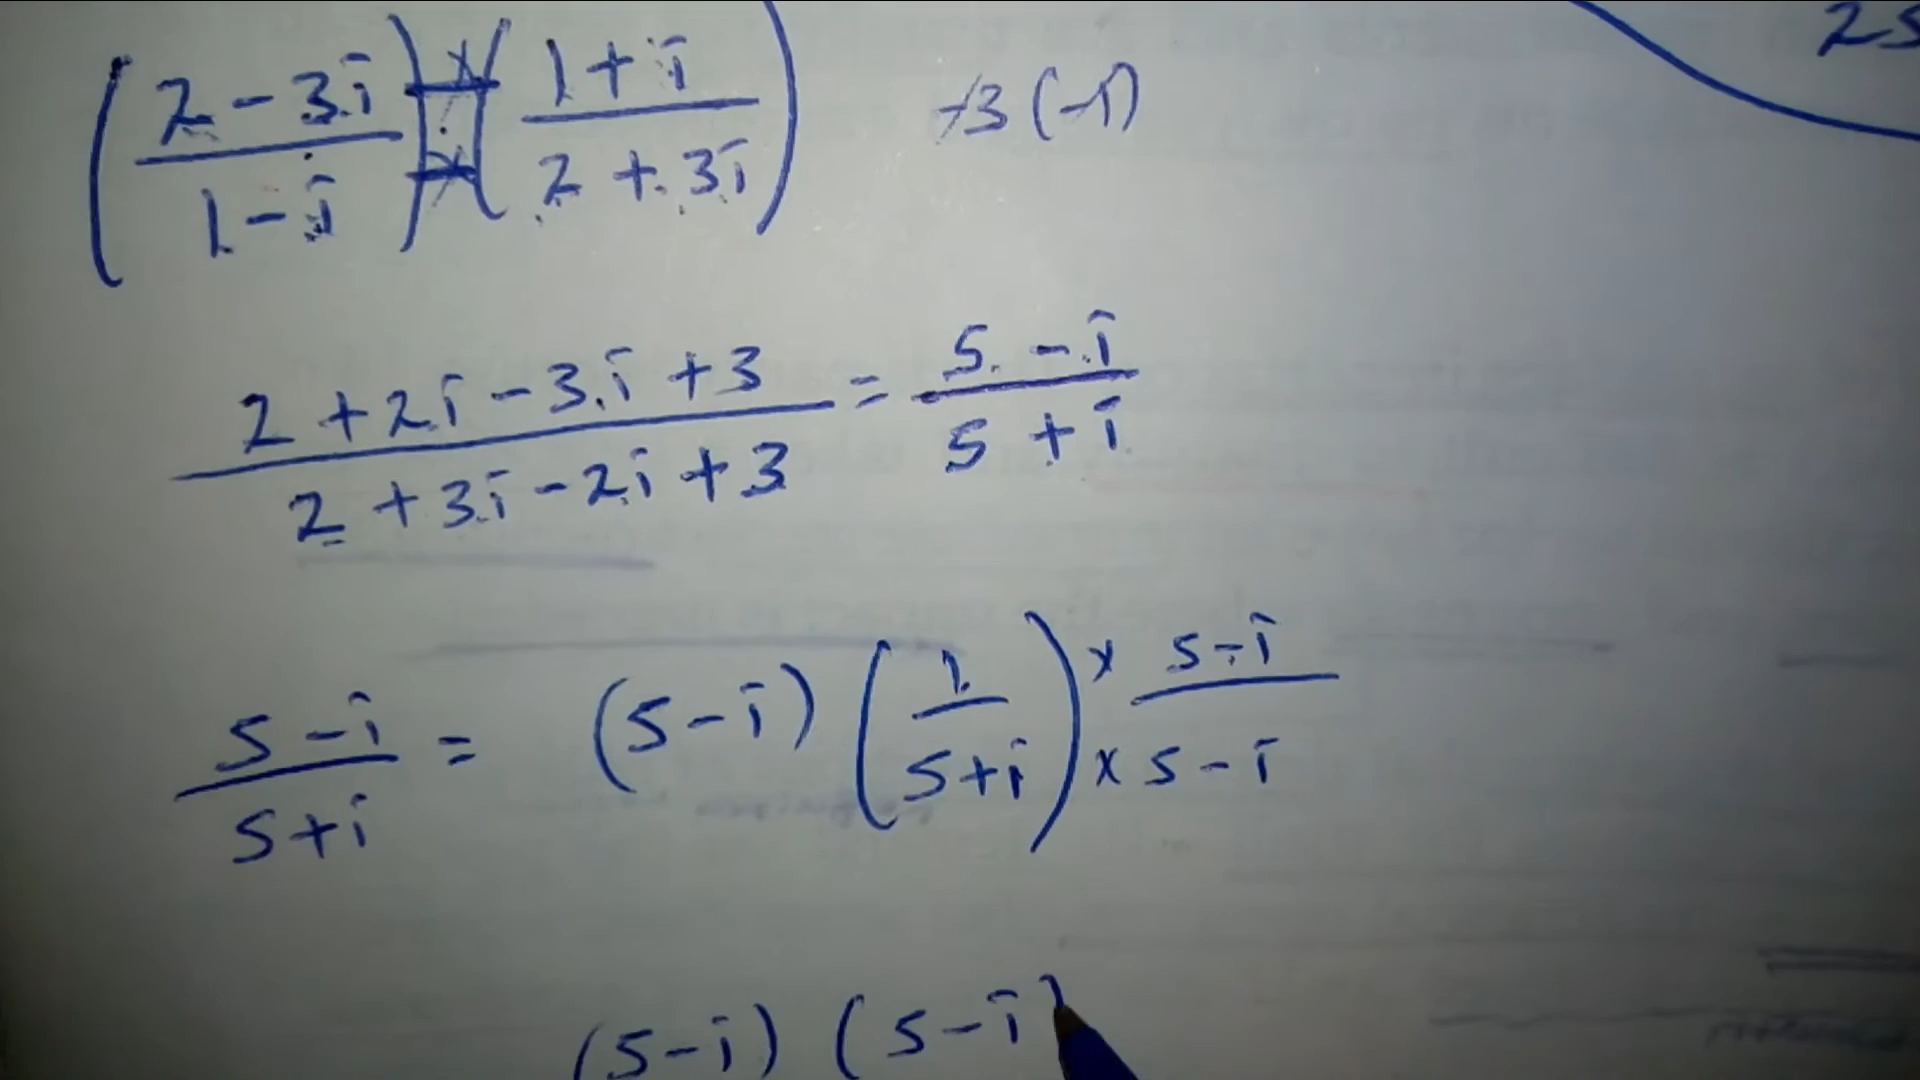 25
(2-3i / 1-i) × (1+i / 2+3i) -3(-1)
2+2i-3i+3 / 2+3i-2i+3 = 5-i / 5+i
5-i / 5+i = (5-i) (1 / 5+i) × 5-i / × 5-i
(5-i) (5-i)